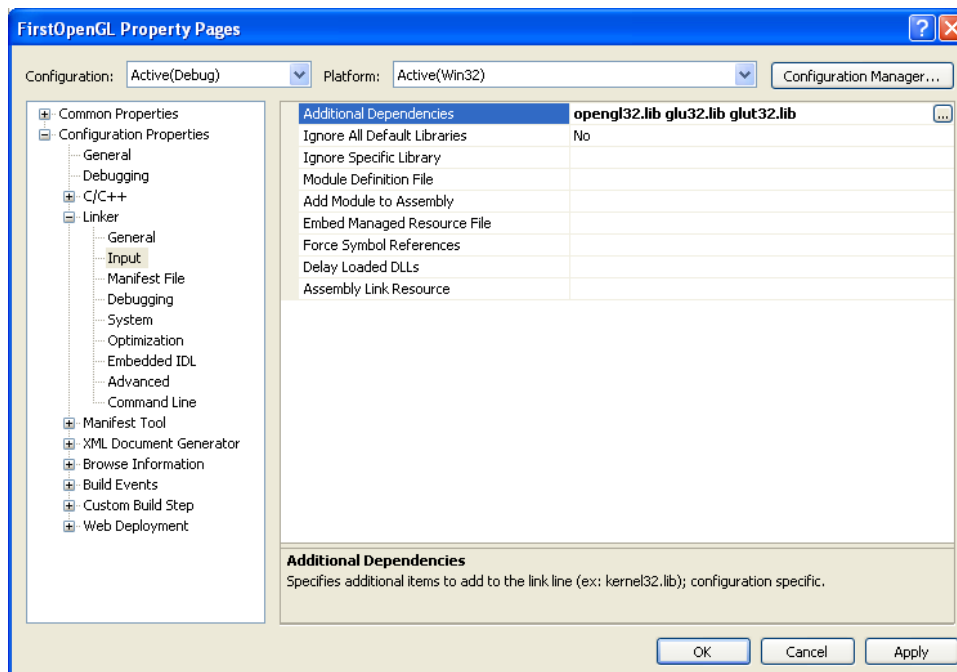 FirstOpenGL Property Pages
Configuration: Active(Debug) Platform: Active(Win32) Configuration Manager...
Common Properties
Configuration Properties
General
Debugging
C/C++
Linker
General
Input
Manifest File
Debugging
System
Optimization
Embedded IDL
Advanced
Command Line
Manifest Tool
XML Document Generator
Browse Information
Build Events
Custom Build Step
Web Deployment
Additional Dependencies opengl32.lib glu32.lib glut32.lib ...
Ignore All Default Libraries No
Ignore Specific Library
Module Definition File
Add Module to Assembly
Embed Managed Resource File
Force Symbol References
Delay Loaded DLLs
Assembly Link Resource
Additional Dependencies
Specifies additional items to add to the link line (ex: kernel32.lib); configuration specific.
OK Cancel Apply